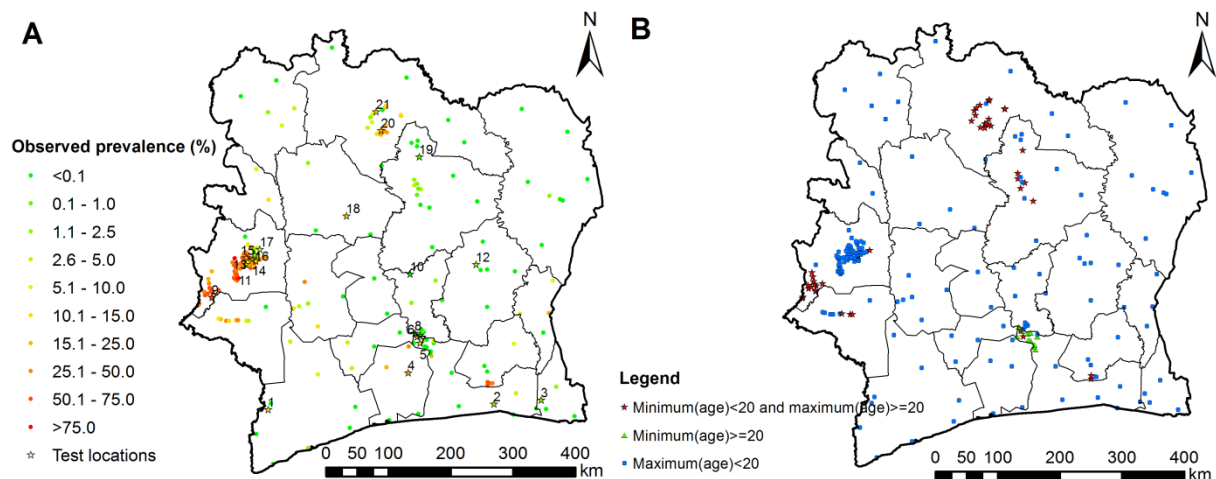 A
N
Observed prevalence (%)
<0.1
0.1 - 1.0
1.1 - 2.5
2.6 - 5.0
5.1 - 10.0
10.1 - 15.0
15.1 - 25.0
25.1 - 50.0
50.1 - 75.0
>75.0
Test locations
21
20
19
18
17
15
16
13
14
11
12
10
9
8
6
5
4
3
2
1
0 50 100 200 300 400
km
B
N
Legend
Minimum(age)<20 and maximum(age)>=20
Minimum(age)>=20
Maximum(age)<20
0 50 100 200 300 400
km